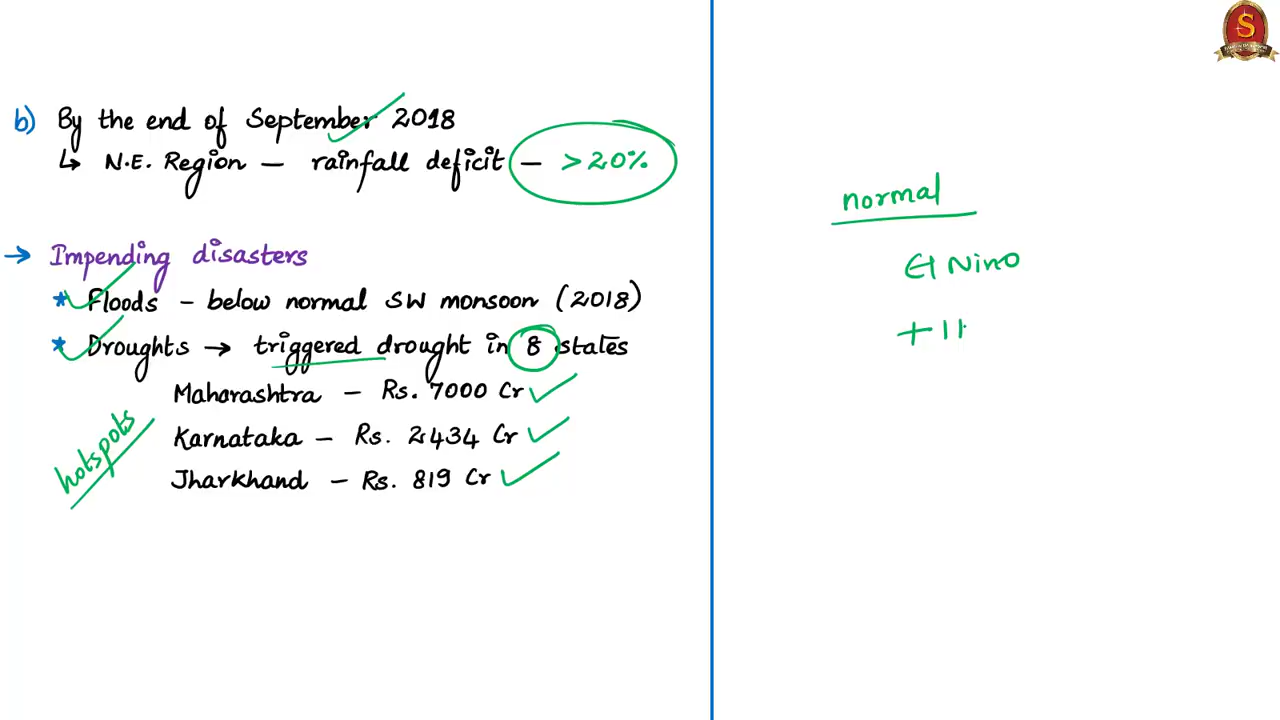 b) By the end of September 2018
↳ N.E. Region – rainfall deficit – >20%
→ Impending disasters
* Floods – below normal SW monsoon (2018)
* Droughts → triggered drought in 8 states
Maharashtra – Rs. 7000 Cr
Karnataka – Rs. 2434 Cr
Jharkhand – Rs. 819 Cr
hotspots
normal
El Nino
S